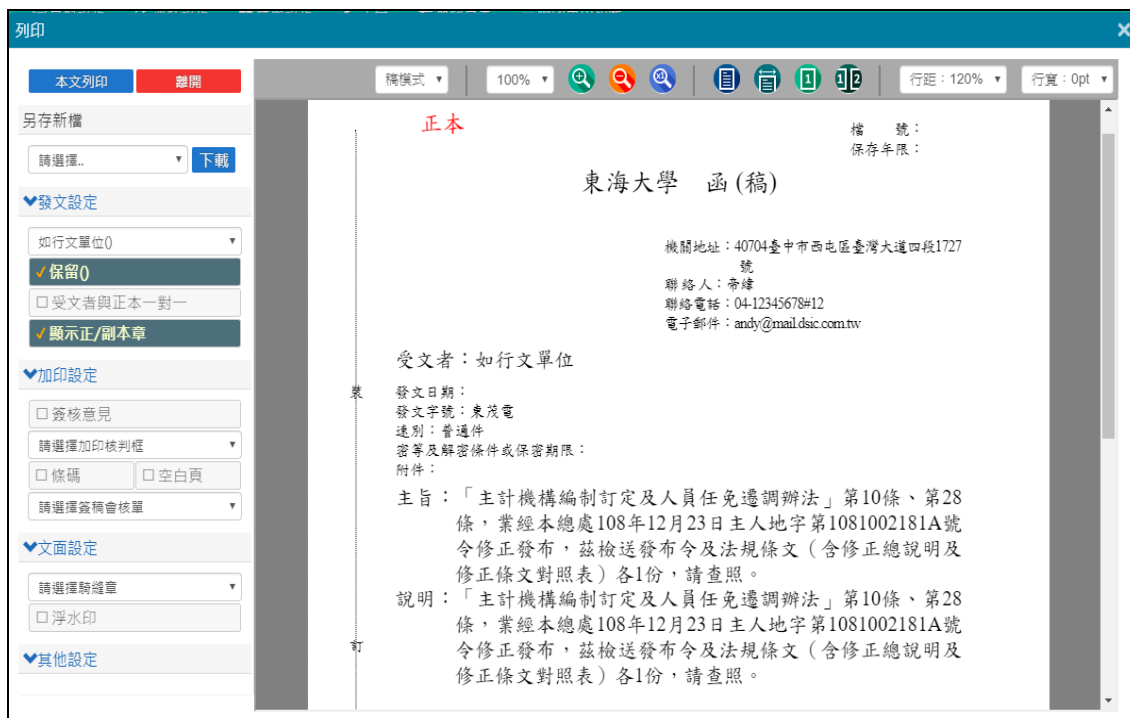 列印
本文列印
離開
另存新檔
請選擇..
下載
發文設定
如行文單位()
保留()
受文者與正本一對一
顯示正/副本章
加印設定
簽核意見
請選擇加印核判框
條碼
空白頁
請選擇簽稿會核單
文面設定
請選擇騎縫章
浮水印
其他設定
稿模式
100%
行距：120%
行寬：0pt
正本
檔　　號：
保存年限：
東海大學　函(稿)
機關地址：40704臺中市西屯區臺灣大道四段1727
號
聯絡人：帝緯
聯絡電話：04-12345678#12
電子郵件：andy@mail.dsic.com.tw
受文者：如行文單位
裝
發文日期：
發文字號：東茂電
速別：普通件
密等及解密條件或保密期限：
附件：
主旨：「主計機構編制訂定及人員任免遷調辦法」第10條、第28
條，業經本總處108年12月23日主人地字第1081002181A號
令修正發布，茲檢送發布令及法規條文（含修正總說明及
修正條文對照表）各1份，請查照。
說明：「主計機構編制訂定及人員任免遷調辦法」第10條、第28
條，業經本總處108年12月23日主人地字第1081002181A號
訂
令修正發布，茲檢送發布令及法規條文（含修正總說明及
修正條文對照表）各1份，請查照。